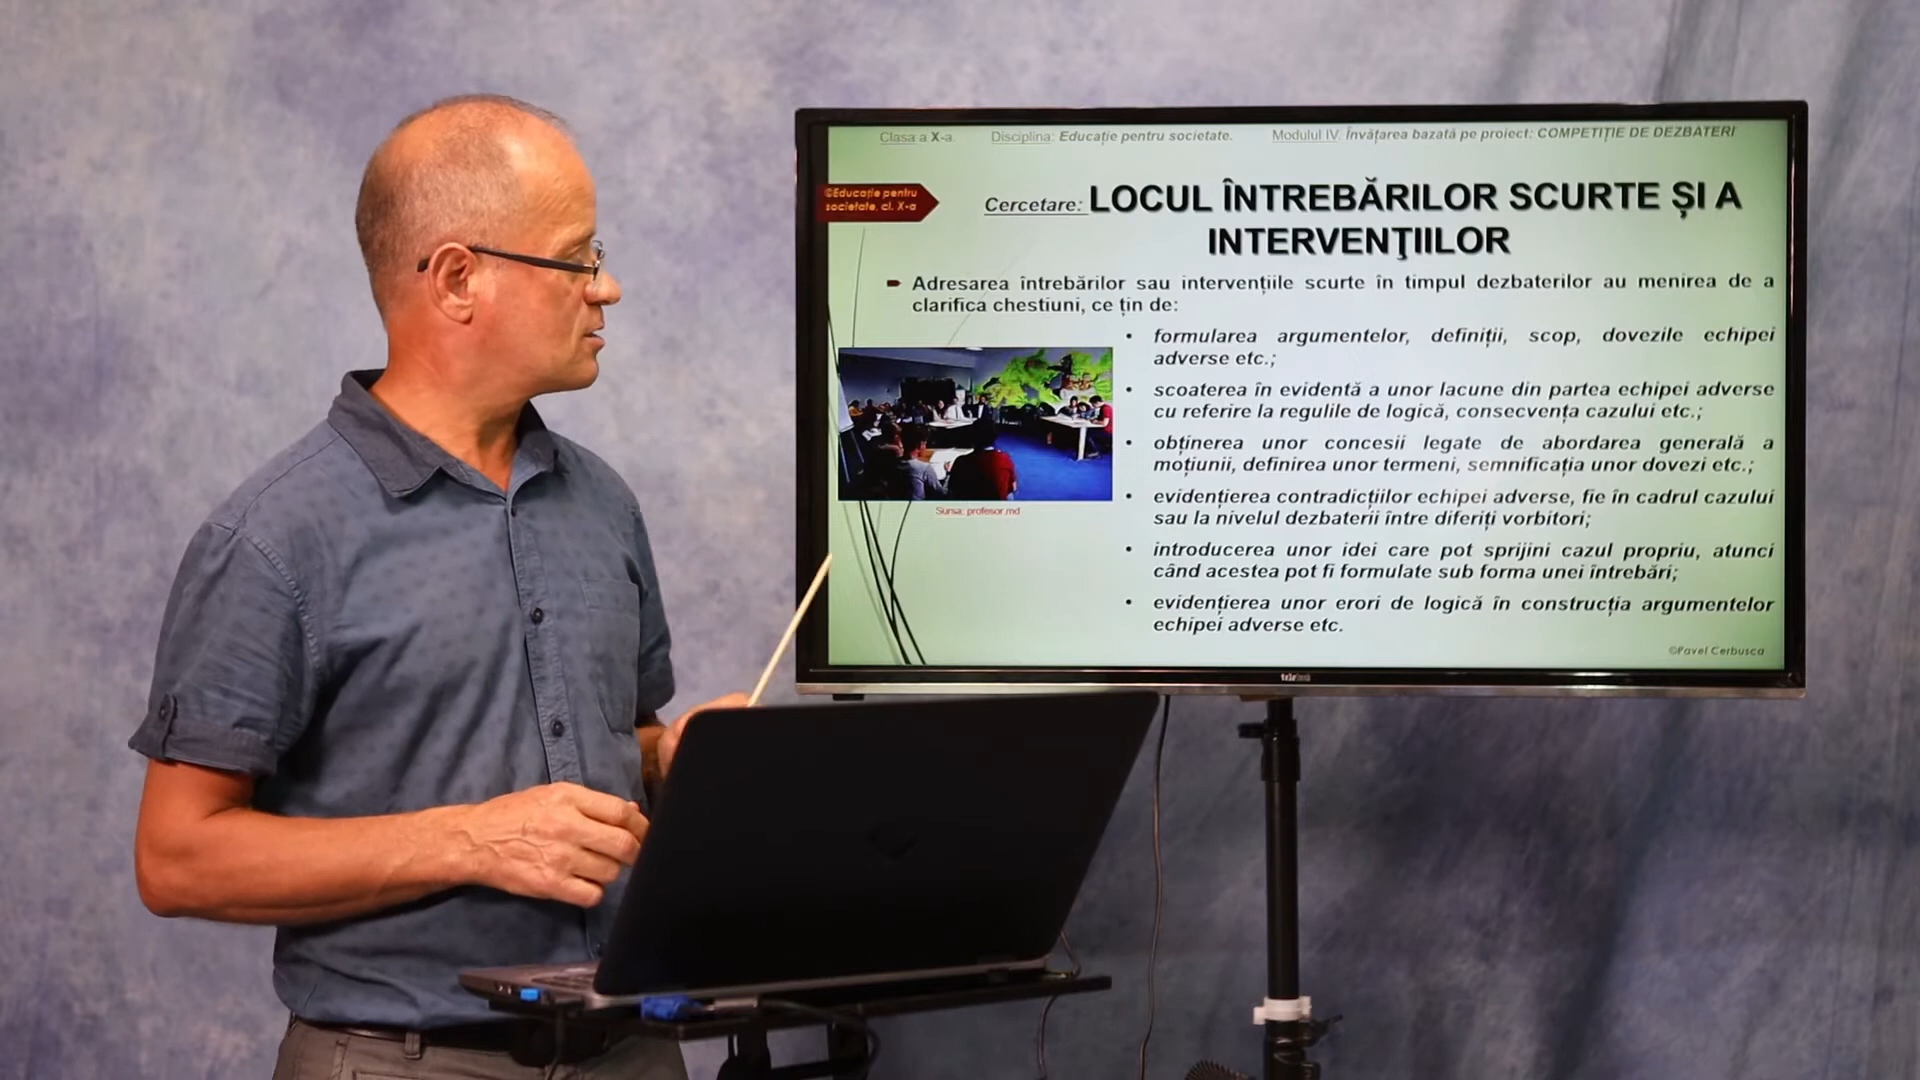 Clasa a X-a. Disciplina: Educație pentru societate. Modulul IV. Învățarea bazată pe proiect: COMPETIȚIE DE DEZBATERI
©Educație pentru
societate, cl. X-a
Cercetare: LOCUL ÎNTREBĂRILOR SCURTE ȘI A
INTERVENŢIILOR
Adresarea întrebărilor sau intervențiile scurte în timpul dezbaterilor au menirea de a
clarifica chestiuni, ce țin de:
• formularea argumentelor, definiții, scop, dovezile echipei
adverse etc.;
• scoaterea în evidentă a unor lacune din partea echipei adverse
cu referire la regulile de logică, consecvența cazului etc.;
• obținerea unor concesii legate de abordarea generală a
moțiunii, definirea unor termeni, semnificația unor dovezi etc.;
• evidențierea contradicțiilor echipei adverse, fie în cadrul cazului
sau la nivelul dezbaterii între diferiți vorbitori;
• introducerea unor idei care pot sprijini cazul propriu, atunci
când acestea pot fi formulate sub forma unei întrebări;
• evidențierea unor erori de logică în construcția argumentelor
echipei adverse etc.
Sursa: profesor.md
©Pavel Cerbusca